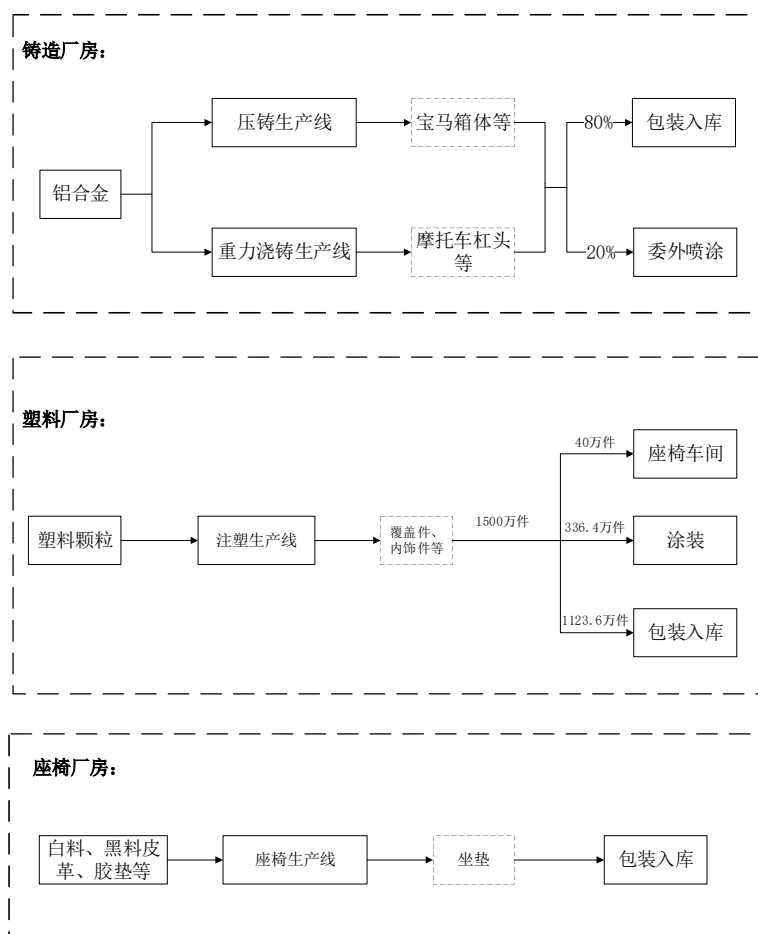 铸造厂房：
压铸生产线
宝马箱体等
80%
包装入库
铝合金
重力浇铸生产线
摩托车杠头
等
20%
委外喷涂
塑料厂房：
40万件
座椅车间
塑料颗粒
注塑生产线
覆盖件、
内饰件等
1500万件
336.4万件
涂装
1123.6万件
包装入库
座椅厂房：
白料、黑料皮
革、胶垫等
座椅生产线
坐垫
包装入库